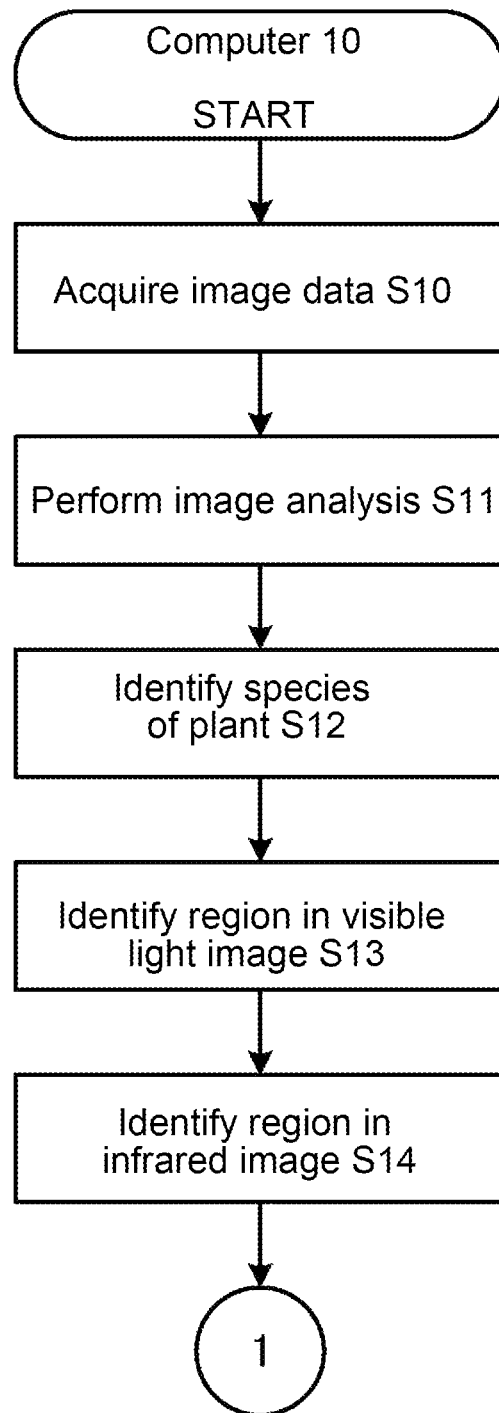 Computer 10
START
Acquire image data S10
Perform image analysis S11
Identify species
of plant S12
Identify region in visible
light image S13
Identify region in
infrared image S14
1